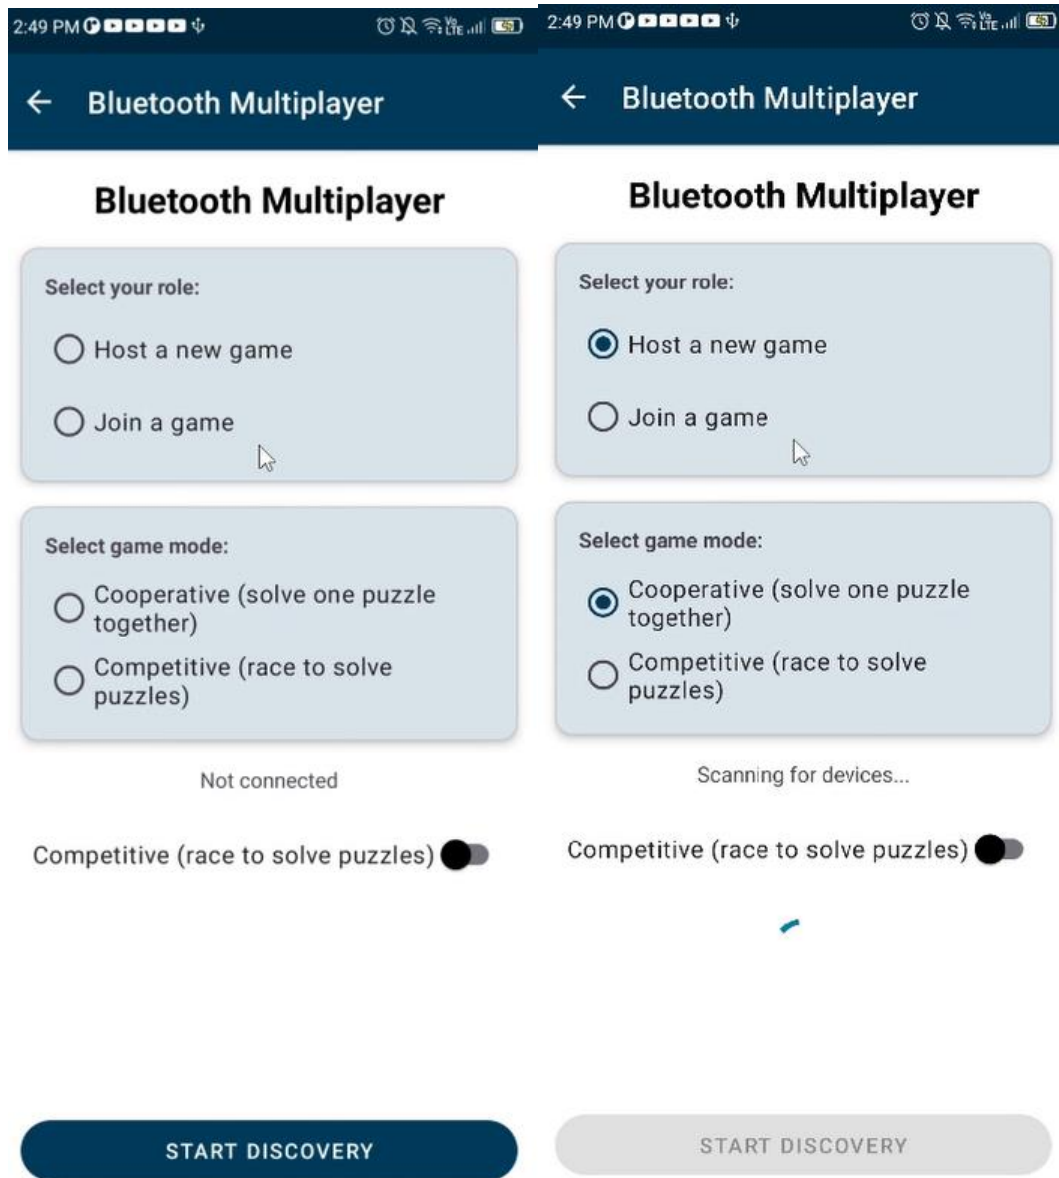 2:49 PM
Bluetooth Multiplayer
Bluetooth Multiplayer
Select your role:
Host a new game
Join a game
Select game mode:
Cooperative (solve one puzzle
together)
Competitive (race to solve
puzzles)
Not connected
Competitive (race to solve puzzles)
START DISCOVERY
2:49 PM
Bluetooth Multiplayer
Bluetooth Multiplayer
Select your role:
Host a new game
Join a game
Select game mode:
Cooperative (solve one puzzle
together)
Competitive (race to solve
puzzles)
Scanning for devices...
Competitive (race to solve puzzles)
START DISCOVERY